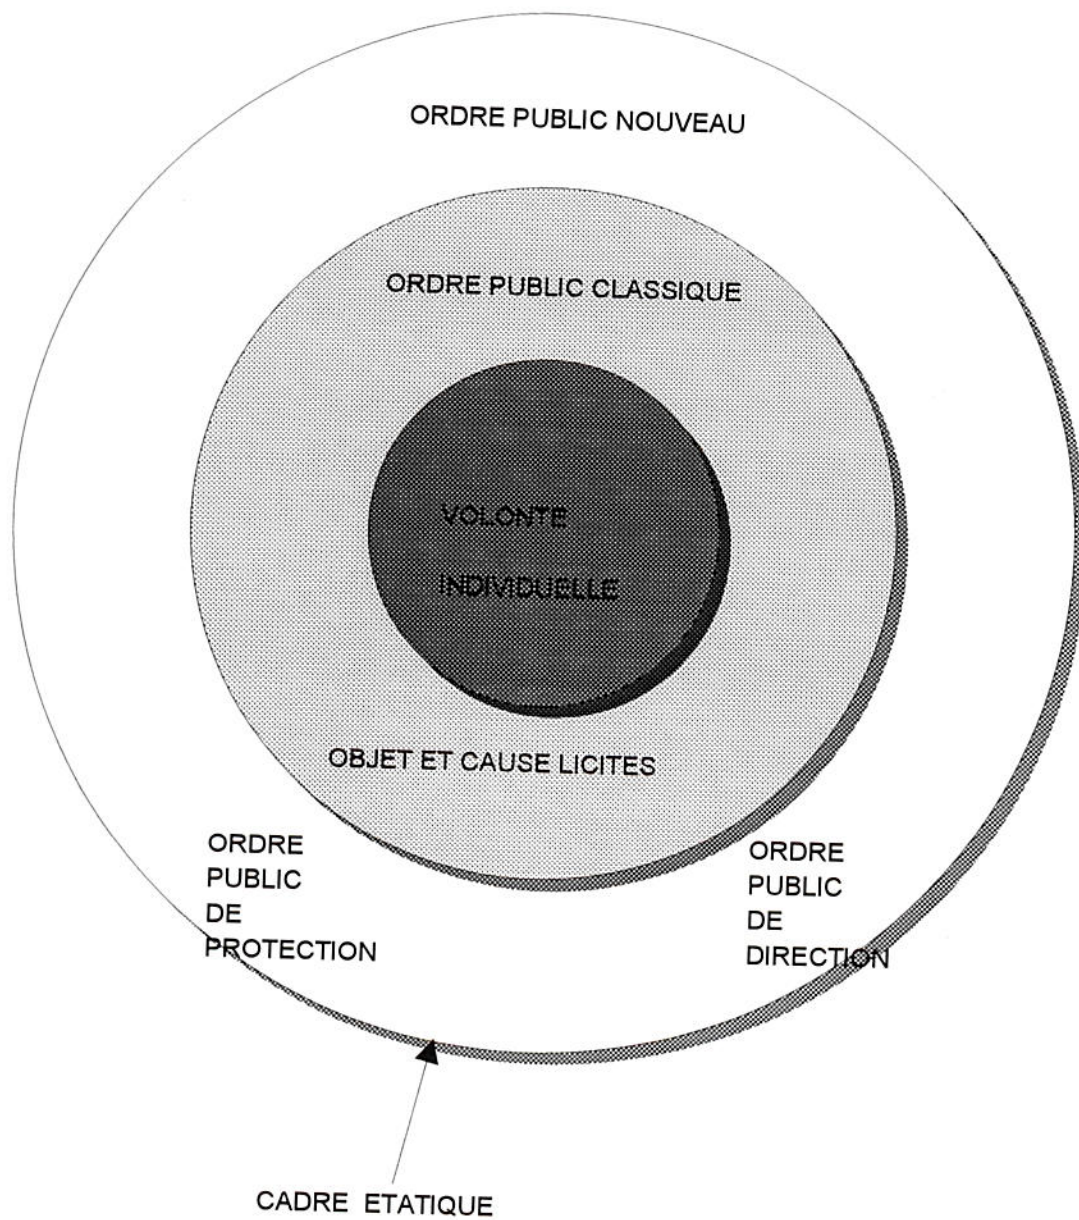 ORDRE PUBLIC NOUVEAU
ORDRE PUBLIC CLASSIQUE
VOLONTE
INDIVIDUELLE
OBJET ET CAUSE LICITES
ORDRE
PUBLIC
DE
PROTECTION
ORDRE
PUBLIC
DE
DIRECTION
CADRE ETATIQUE